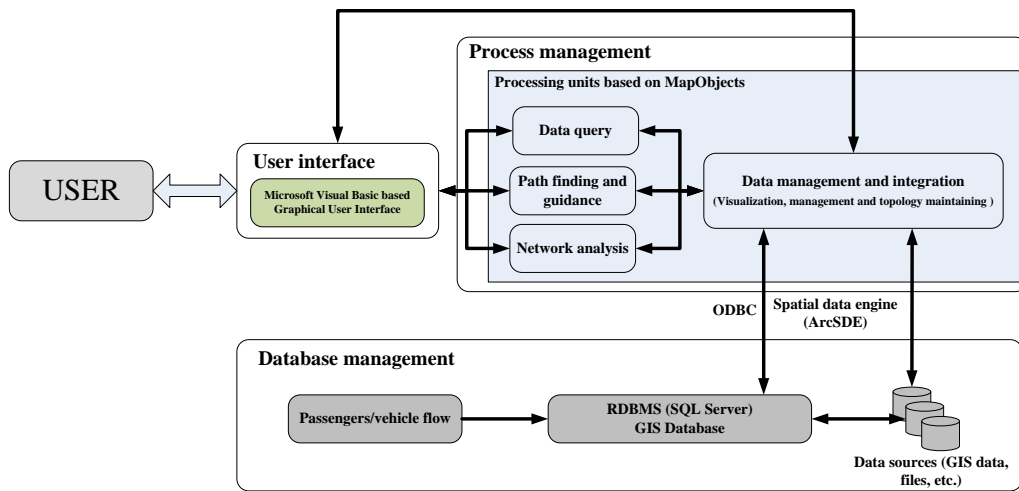 Process management
Processing units based on MapObjects
Data query
User interface
USER
Microsoft Visual Basic based
Graphical User Interface
Path finding and
guidance
Data management and integration
(Visualization, management and topology maintaining )
Network analysis
ODBC
Spatial data engine
(ArcSDE)
Database management
Passengers/vehicle flow
RDBMS (SQL Server)
GIS Database
Data sources (GIS data,
files, etc.)